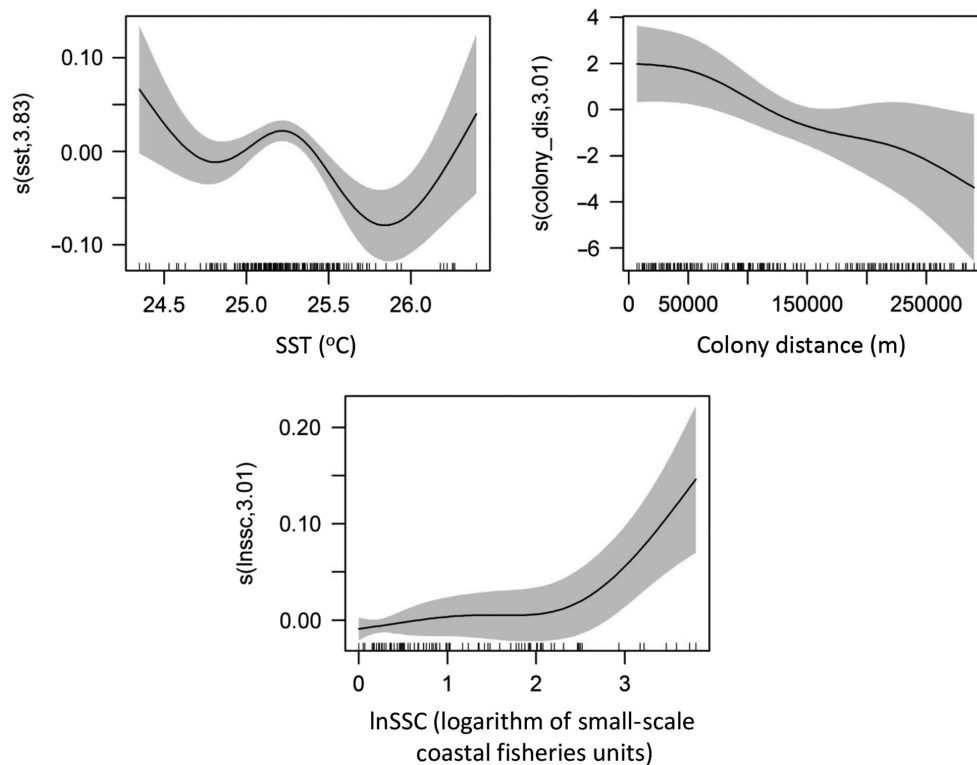 s(sst,3.83)
0.10
0.00
−0.10
24.5 25.0 25.5 26.0
SST (°C)
s(colony_dis,3.01)
4
2
0
−2
−4
−6
0 50000 150000 250000
Colony distance (m)
s(lnssc,3.01)
0.20
0.10
0.00
0 1 2 3
lnSSC (logarithm of small-scale
coastal fisheries units)